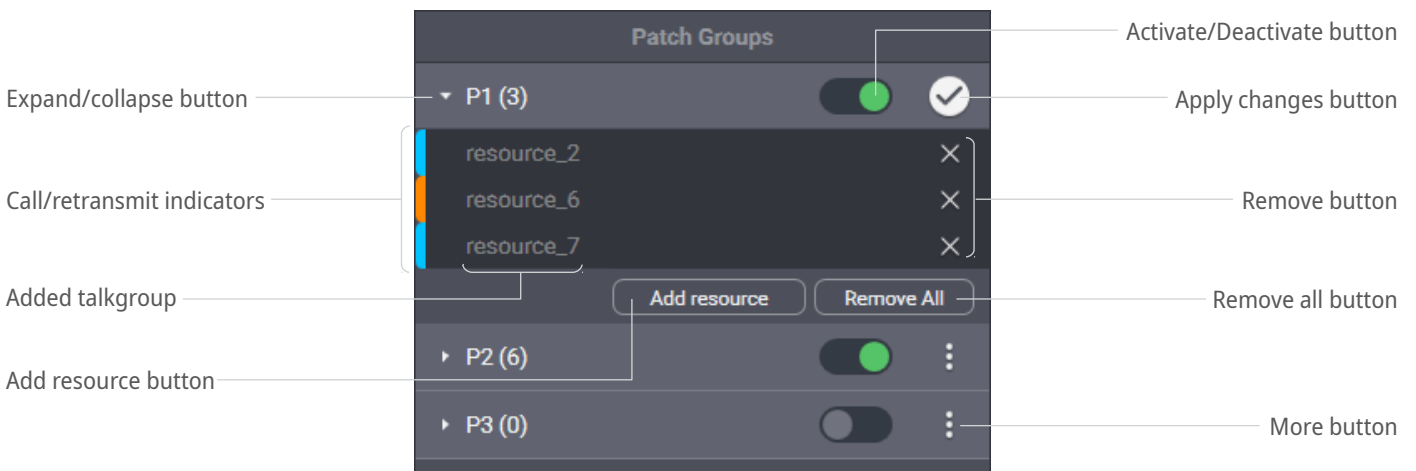 Patch Groups
Activate/Deactivate button
Expand/collapse button
P1 (3)
Apply changes button
resource_2
Call/retransmit indicators
resource_6
Remove button
resource_7
Added talkgroup
Add resource
Remove All
Remove all button
P2 (6)
Add resource button
P3 (0)
More button